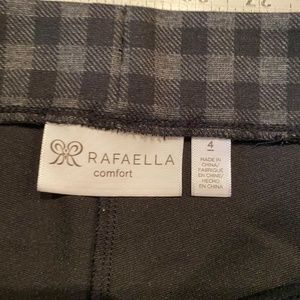 RAFAELLA
comfort
4
MADE IN
CHINA/
FABRIQUÉ
EN CHINE/
HECHO
EN CHINA